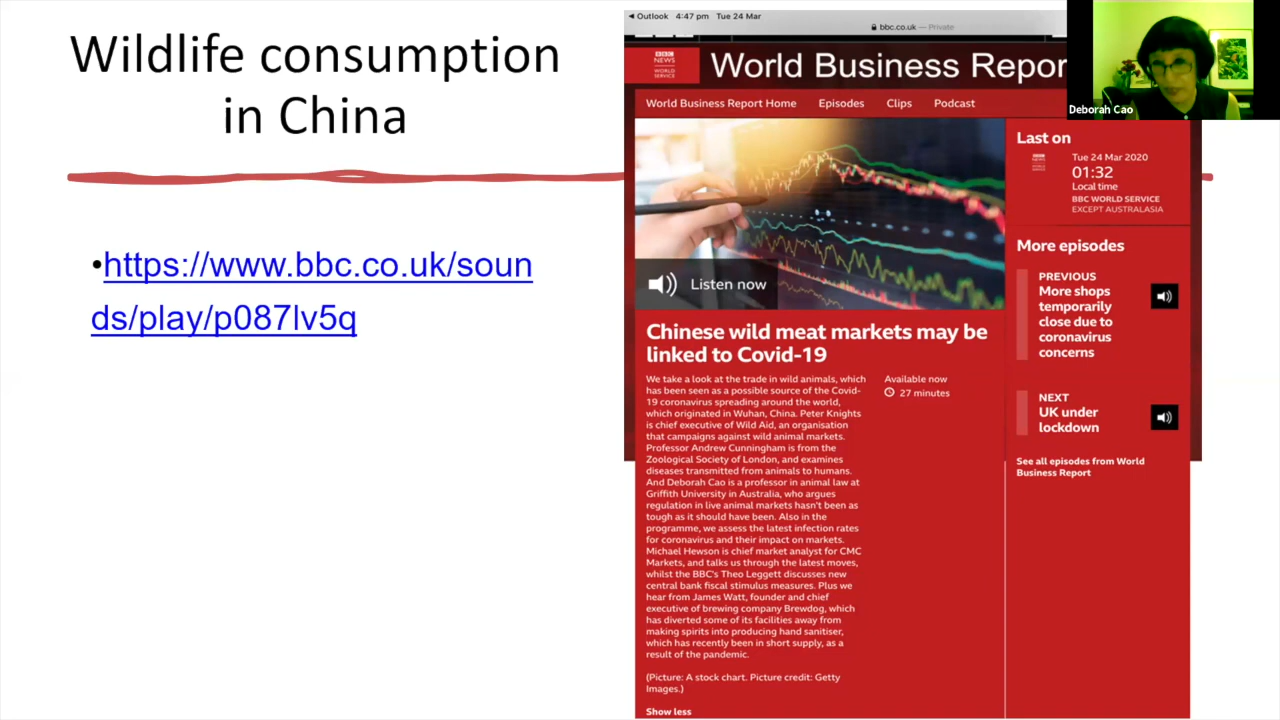 Wildlife consumption
in China
•https://www.bbc.co.uk/soun
ds/play/p087lv5q
Outlook 4:47 pm Tue 24 Mar
bbc.co.uk — Private
BBC
NEWS
WORLD
SERVICE
World Business Repor
World Business Report Home Episodes Clips Podcast
Listen now
Chinese wild meat markets may be
linked to Covid-19
We take a look at the trade in wild animals, which
has been seen as a possible source of the Covid-
19 coronavirus spreading around the world,
which originated in Wuhan, China. Peter Knights
is chief executive of Wild Aid, an organisation
that campaigns against wild animal markets.
Professor Andrew Cunningham is from the
Zoological Society of London, and examines
diseases transmitted from animals to humans.
And Deborah Cao is a professor in animal law at
Griffith University in Australia, who argues
regulation in live animal markets hasn't been as
tough as it should have been. Also in the
programme, we assess the latest infection rates
for coronavirus and their impact on markets.
Michael Hewson is chief market analyst for CMC
Markets, and talks us through the latest moves,
whilst the BBC's Theo Leggett discusses new
central bank fiscal stimulus measures. Plus we
hear from James Watt, founder and chief
executive of brewing company Brewdog, which
has diverted some of its facilities away from
making spirits into producing hand sanitiser,
which has recently been in short supply, as a
result of the pandemic.
(Picture: A stock chart. Picture credit: Getty
Images.)
Show less
Available now
27 minutes
Deborah Cao
Last on
Tue 24 Mar 2020
01:32
Local time
BBC WORLD SERVICE
EXCEPT AUSTRALASIA
More episodes
PREVIOUS
More shops
temporarily
close due to
coronavirus
concerns
NEXT
UK under
lockdown
See all episodes from World
Business Report